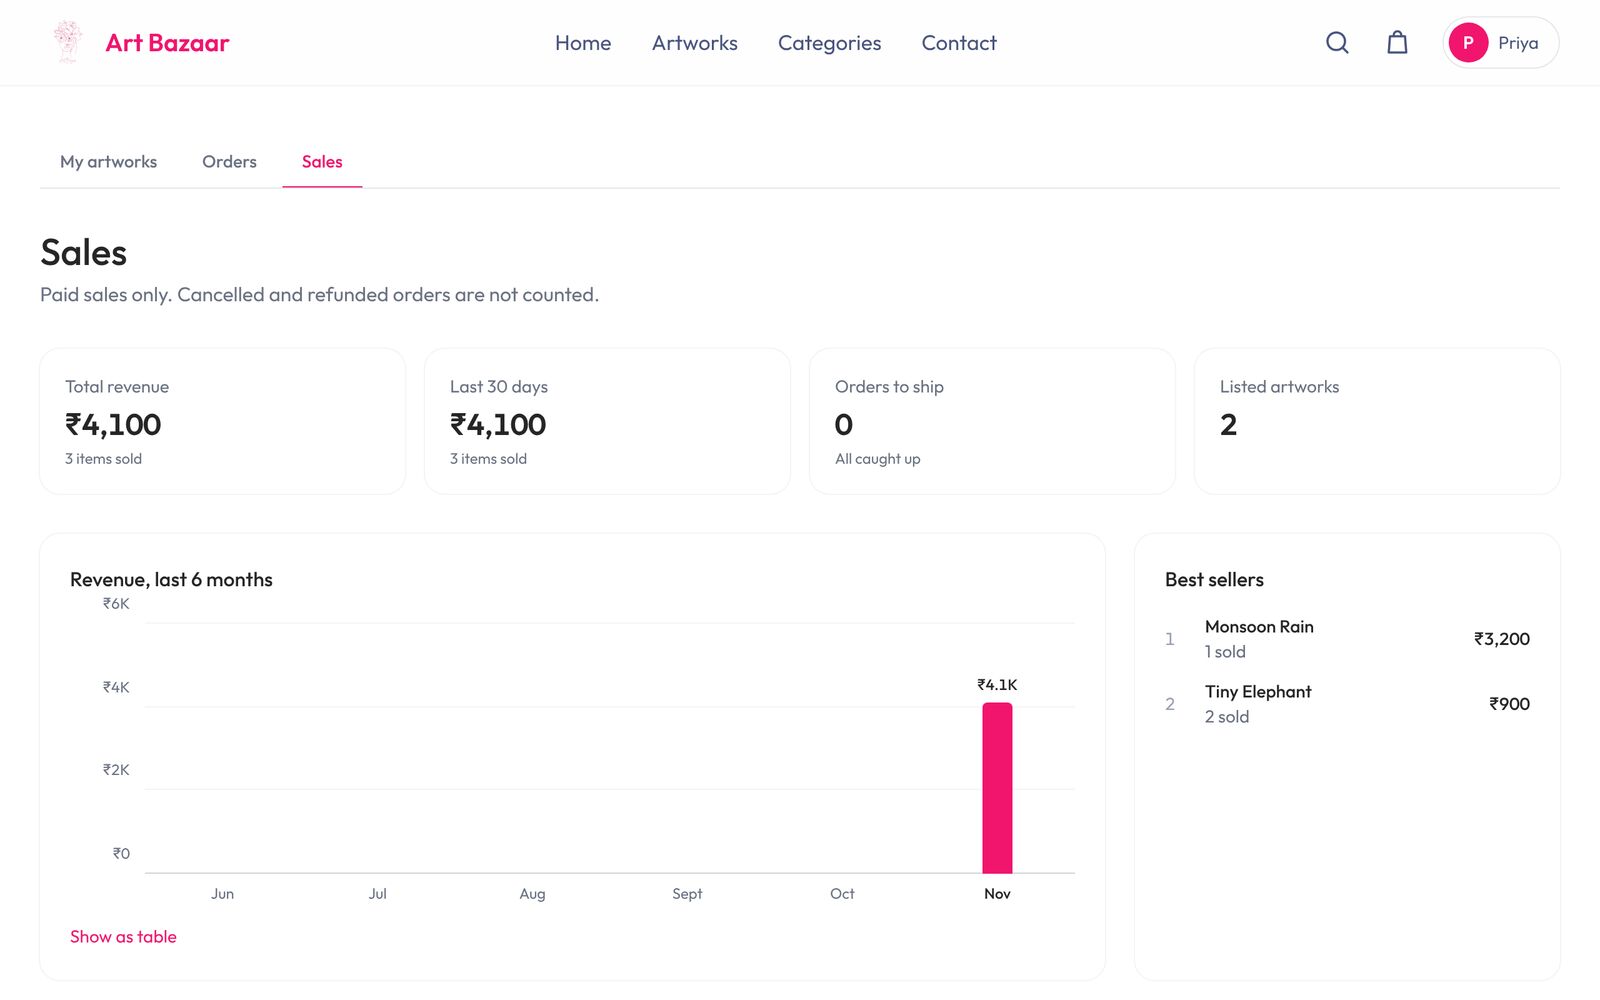 Art Bazaar
Home
Artworks
Categories
Contact
P
Priya
My artworks
Orders
Sales
Sales
Paid sales only. Cancelled and refunded orders are not counted.
Total revenue
₹4,100
3 items sold
Last 30 days
₹4,100
3 items sold
Orders to ship
0
All caught up
Listed artworks
2
Revenue, last 6 months
₹6K
₹4K
₹2K
₹0
₹4.1K
Jun
Jul
Aug
Sept
Oct
Nov
Show as table
Best sellers
1
Monsoon Rain
1 sold
₹3,200
2
Tiny Elephant
2 sold
₹900